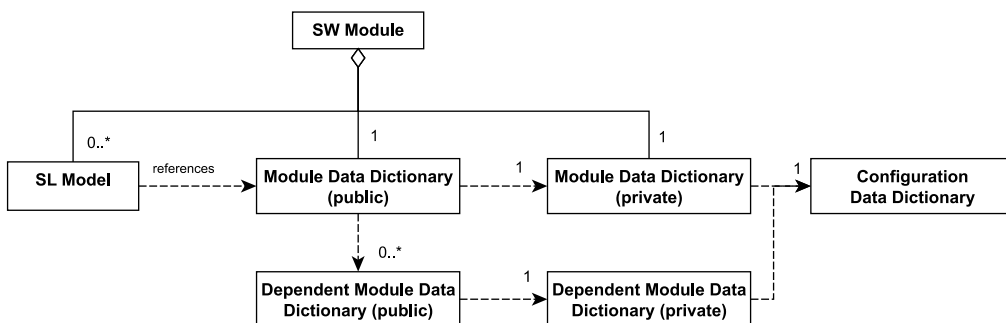 SW Module
0..*
1
1
SL Model
references
Module Data Dictionary
(public)
1
Module Data Dictionary
(private)
1
Configuration
Data Dictionary
0..*
Dependent Module Data
Dictionary (public)
1
Dependent Module Data
Dictionary (private)